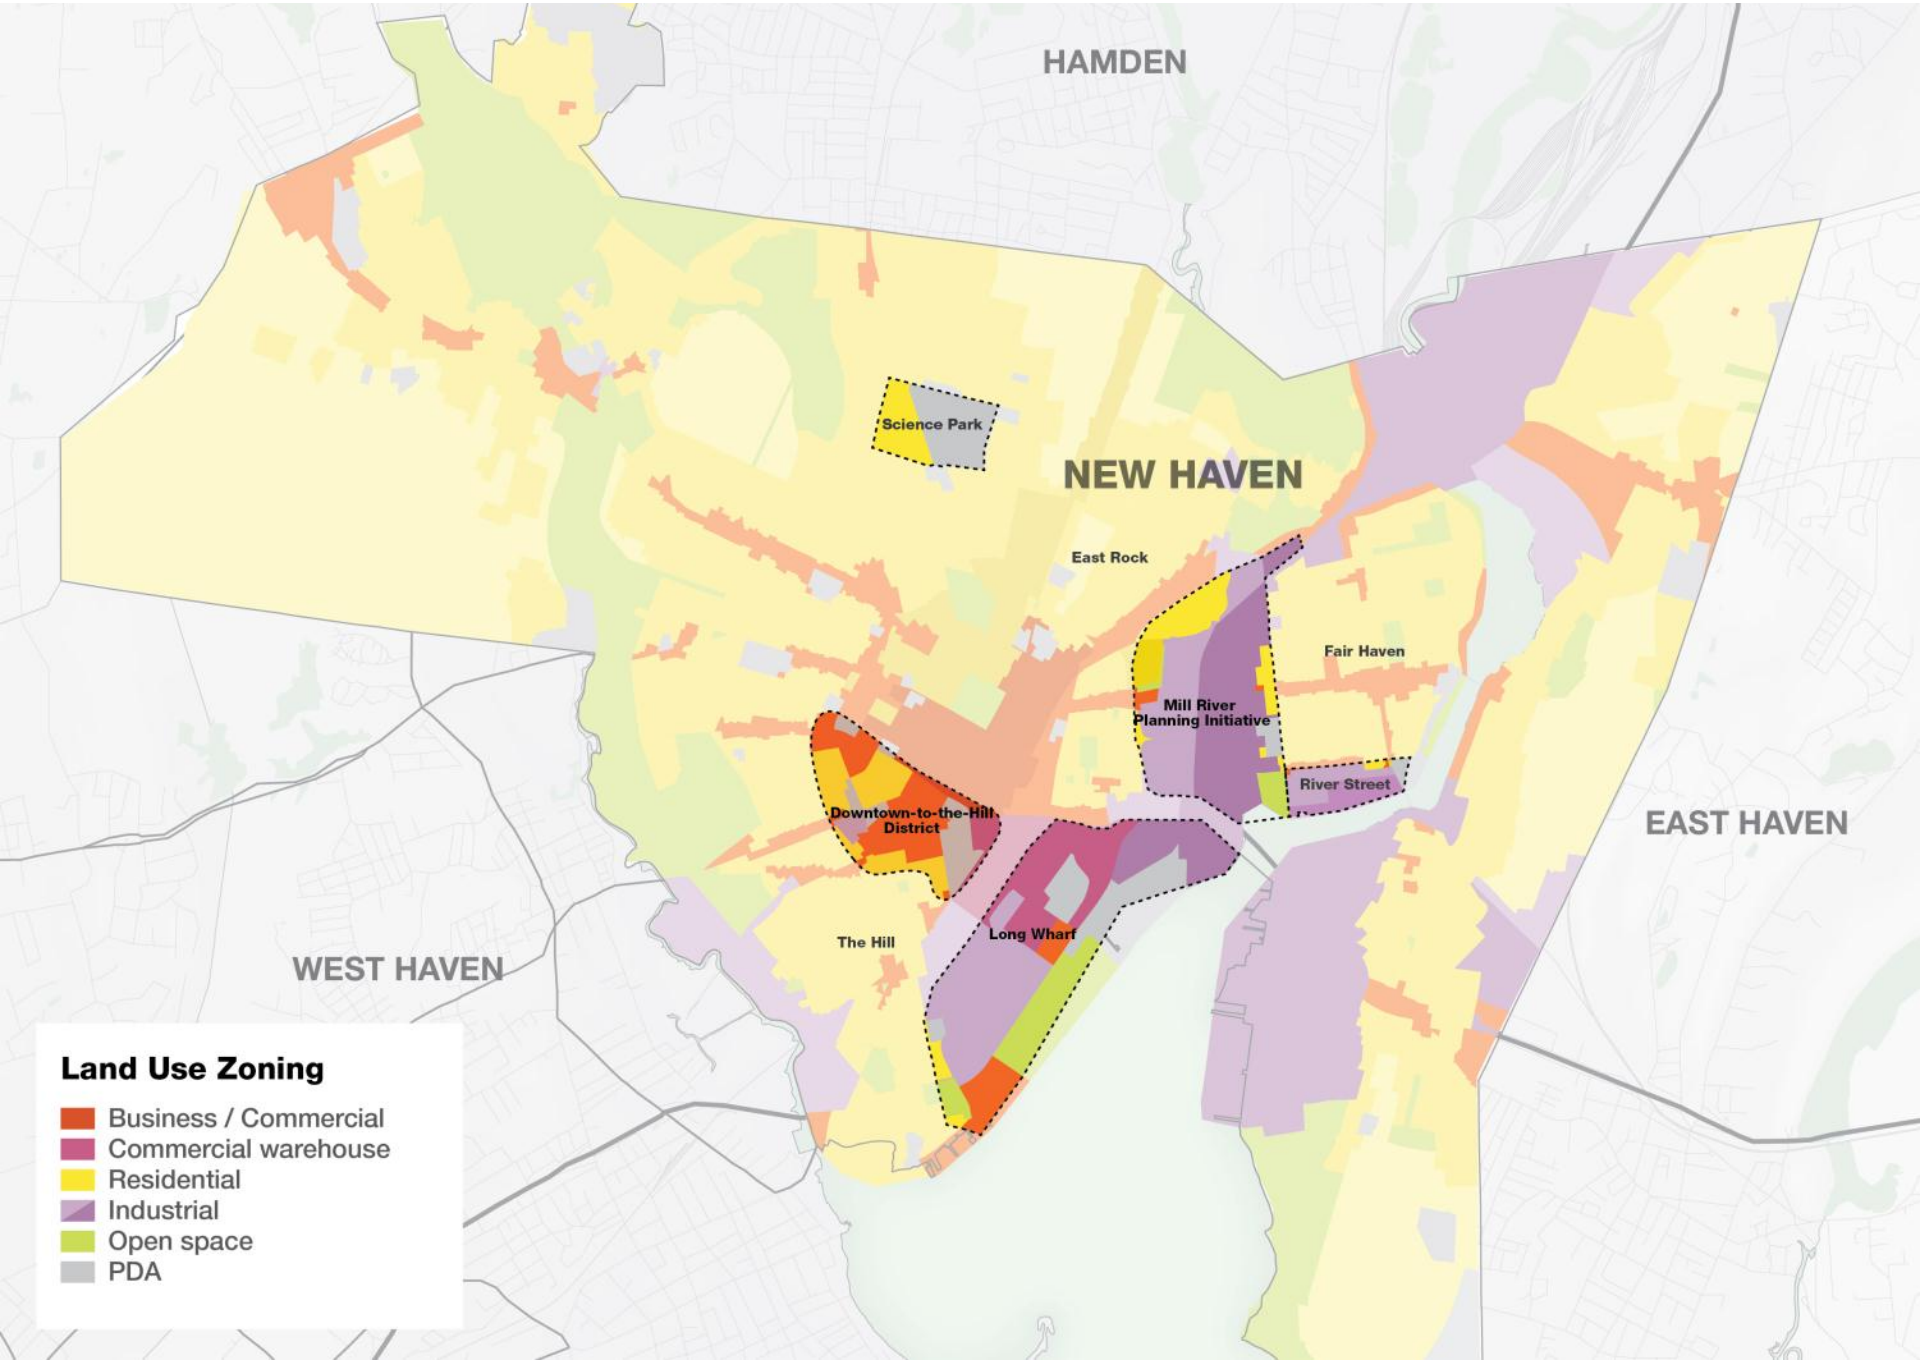 HAMDEN
Science Park
NEW HAVEN
East Rock
Fair Haven
Mill River
Planning Initiative
River Street
Downtown-to-the-Hill
District
EAST HAVEN
Long Wharf
The Hill
WEST HAVEN
Land Use Zoning
Business / Commercial
Commercial warehouse
Residential
Industrial
Open space
PDA